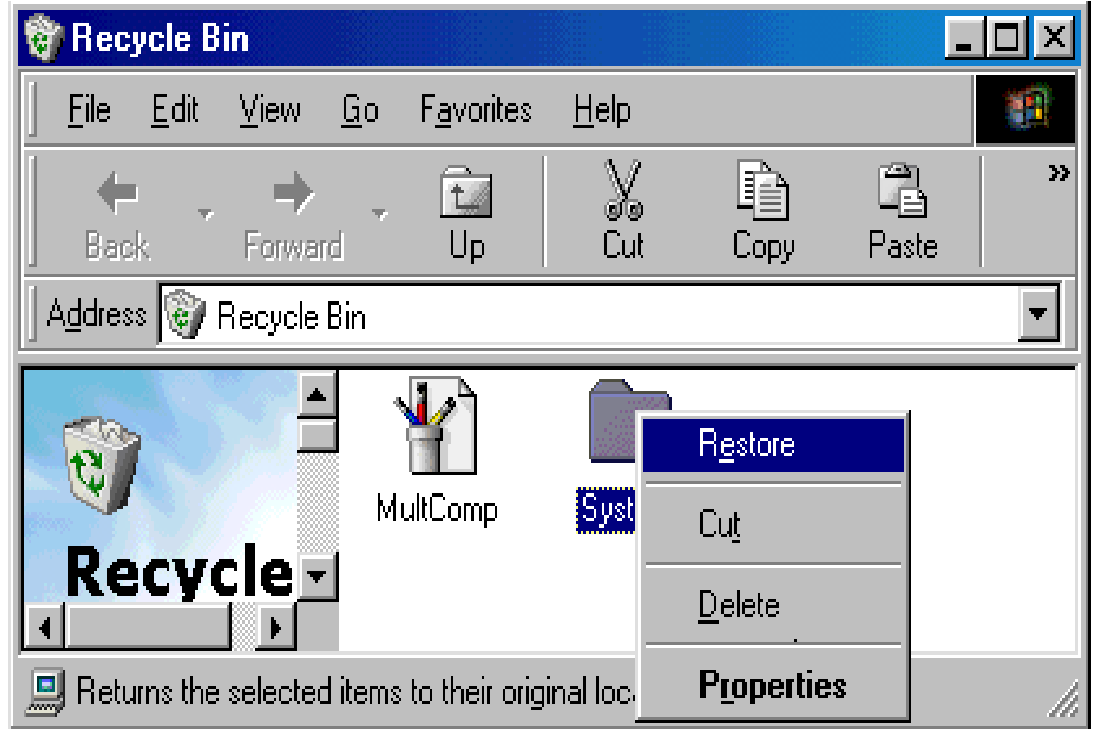 Recycle Bin
File Edit View Go Favorites Help
Back Forward Up Cut Copy Paste »
Address Recycle Bin
MultComp Syst
Recycle
Restore
Cut
Delete
Properties
Returns the selected items to their original loc